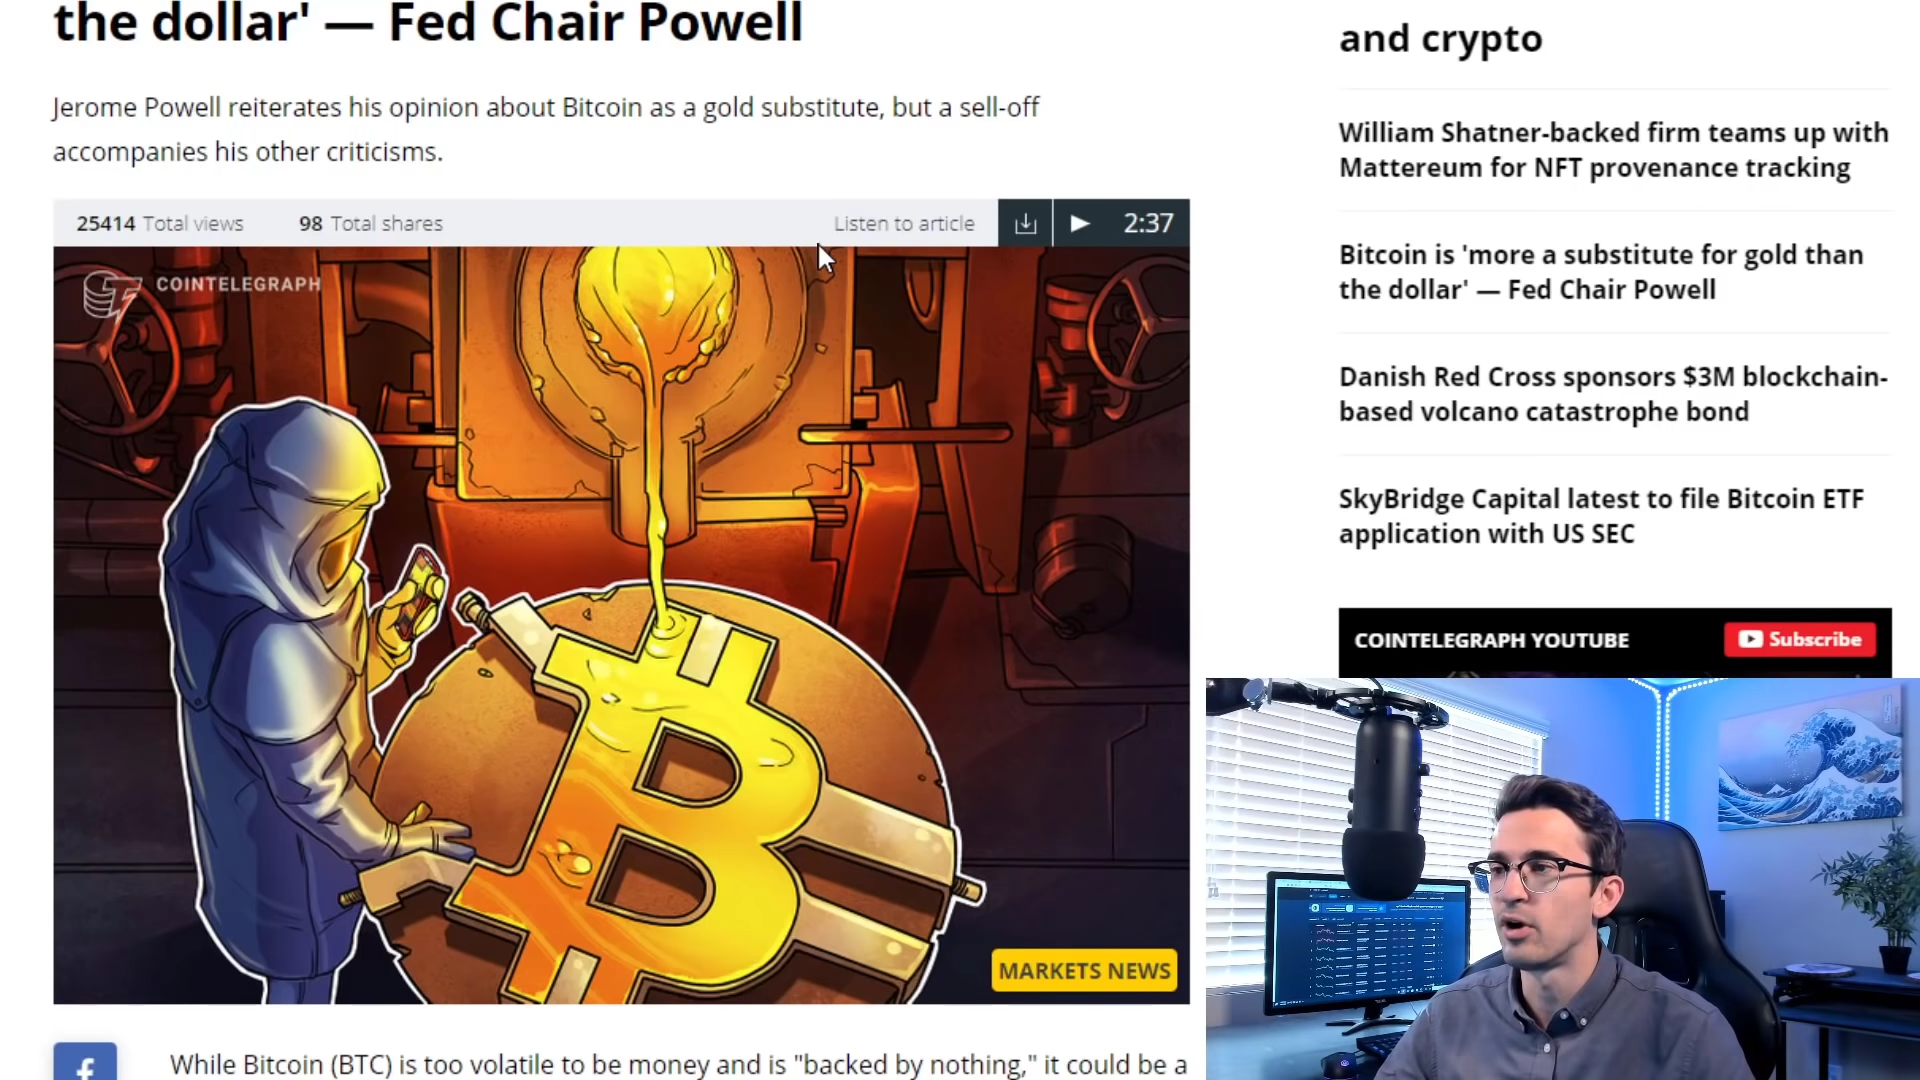 the dollar' — Fed Chair Powell
Jerome Powell reiterates his opinion about Bitcoin as a gold substitute, but a sell-off
accompanies his other criticisms.
25414 Total views
98 Total shares
Listen to article
2:37
COINTELEGRAPH
MARKETS NEWS
While Bitcoin (BTC) is too volatile to be money and is "backed by nothing," it could be a
and crypto
William Shatner-backed firm teams up with
Mattereum for NFT provenance tracking
Bitcoin is 'more a substitute for gold than
the dollar' — Fed Chair Powell
Danish Red Cross sponsors $3M blockchain-
based volcano catastrophe bond
SkyBridge Capital latest to file Bitcoin ETF
application with US SEC
COINTELEGRAPH YOUTUBE
Subscribe